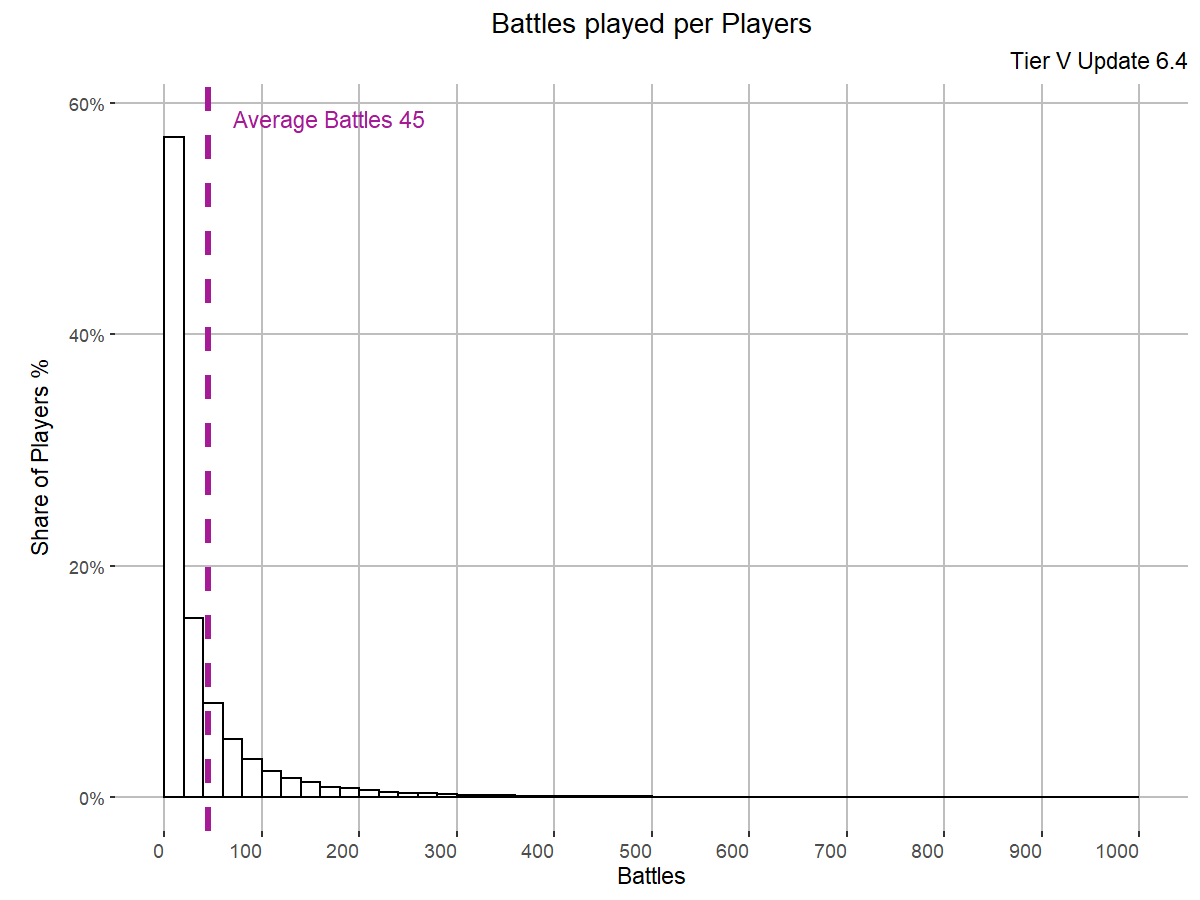 Battles played per Players
Tier V Update 6.4
Average Battles 45
60%
40%
20%
0%
Share of Players %
0 100 200 300 400 500 600 700 800 900 1000
Battles